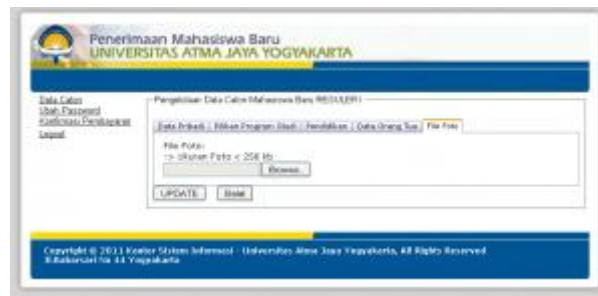 Penerimaan Mahasiswa Baru
UNIVERSITAS ATMA JAYA YOGYAKARTA
Data Calon
Ubah Password
Konfirmasi Pembayaran
Logout
Pengelolaan Data Calon Mahasiswa Baru REGULER I
Data Pribadi
Pilihan Program Studi
Pendidikan
Data Orang Tua
File Foto
File Foto:
-> Ukuran Foto < 256 kb
Browse..
UPDATE
Batal
Copyright © 2011 Kantor Sistem Informasi - Universitas Atma Jaya Yogyakarta, All Rights Reserved
Jl.Babarsari No 44 Yogyakarta